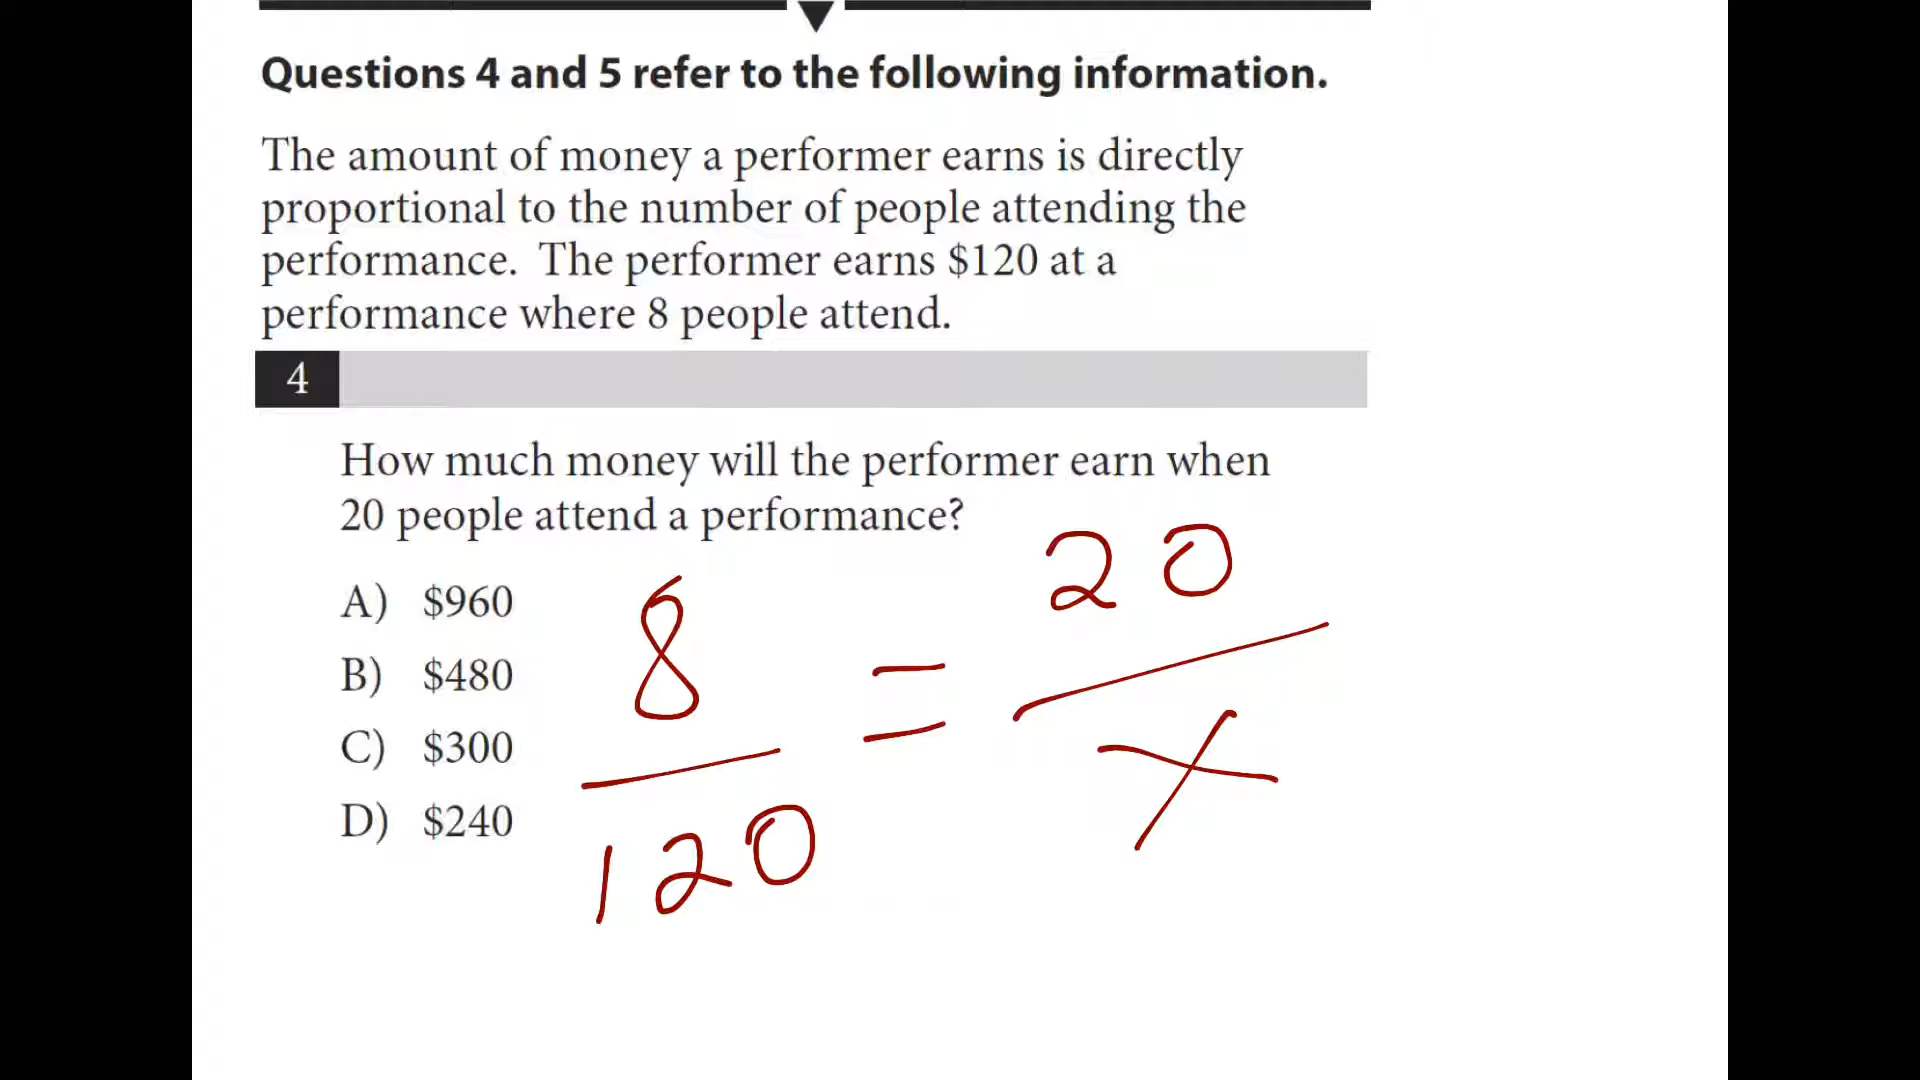 Questions 4 and 5 refer to the following information.
The amount of money a performer earns is directly
proportional to the number of people attending the
performance. The performer earns $120 at a
performance where 8 people attend.
4
How much money will the performer earn when
20 people attend a performance?
A) $960
B) $480
C) $300
D) $240
8/120 = 20/x